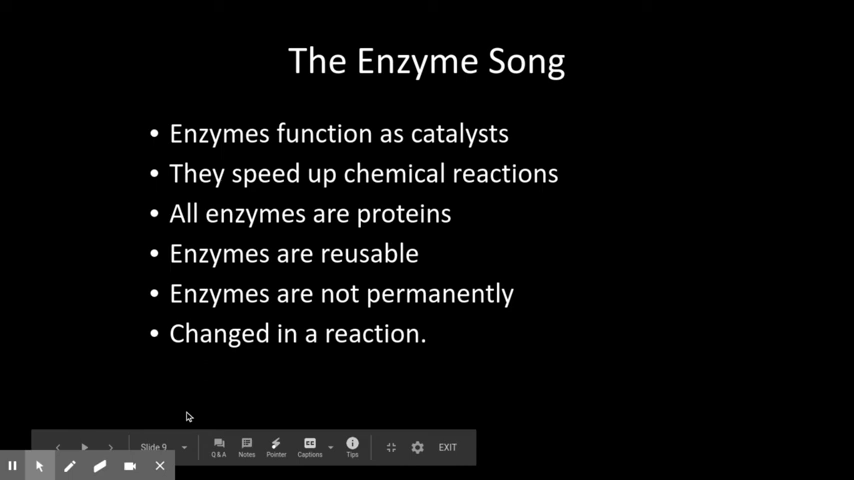 The Enzyme Song
• Enzymes function as catalysts
• They speed up chemical reactions
• All enzymes are proteins
• Enzymes are reusable
• Enzymes are not permanently
• Changed in a reaction.
Slide 9 Q & A Notes Pointer CC Captions Tips EXIT